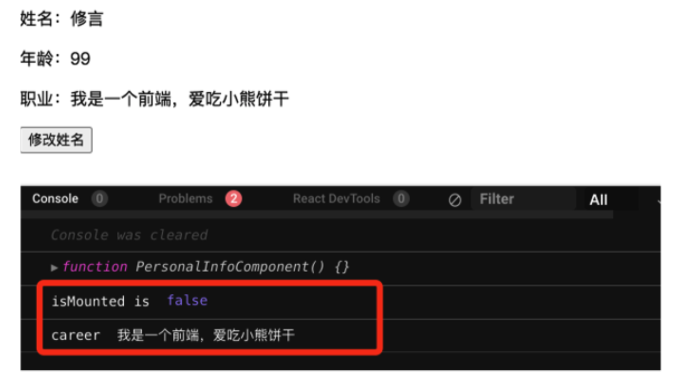 姓名：修言
年龄：99
职业：我是一个前端，爱吃小熊饼干
修改姓名
Console 0 Problems 2 React DevTools 0 Filter All
Console was cleared
▶ function PersonalInfoComponent() {}
isMounted is false
career 我是一个前端，爱吃小熊饼干